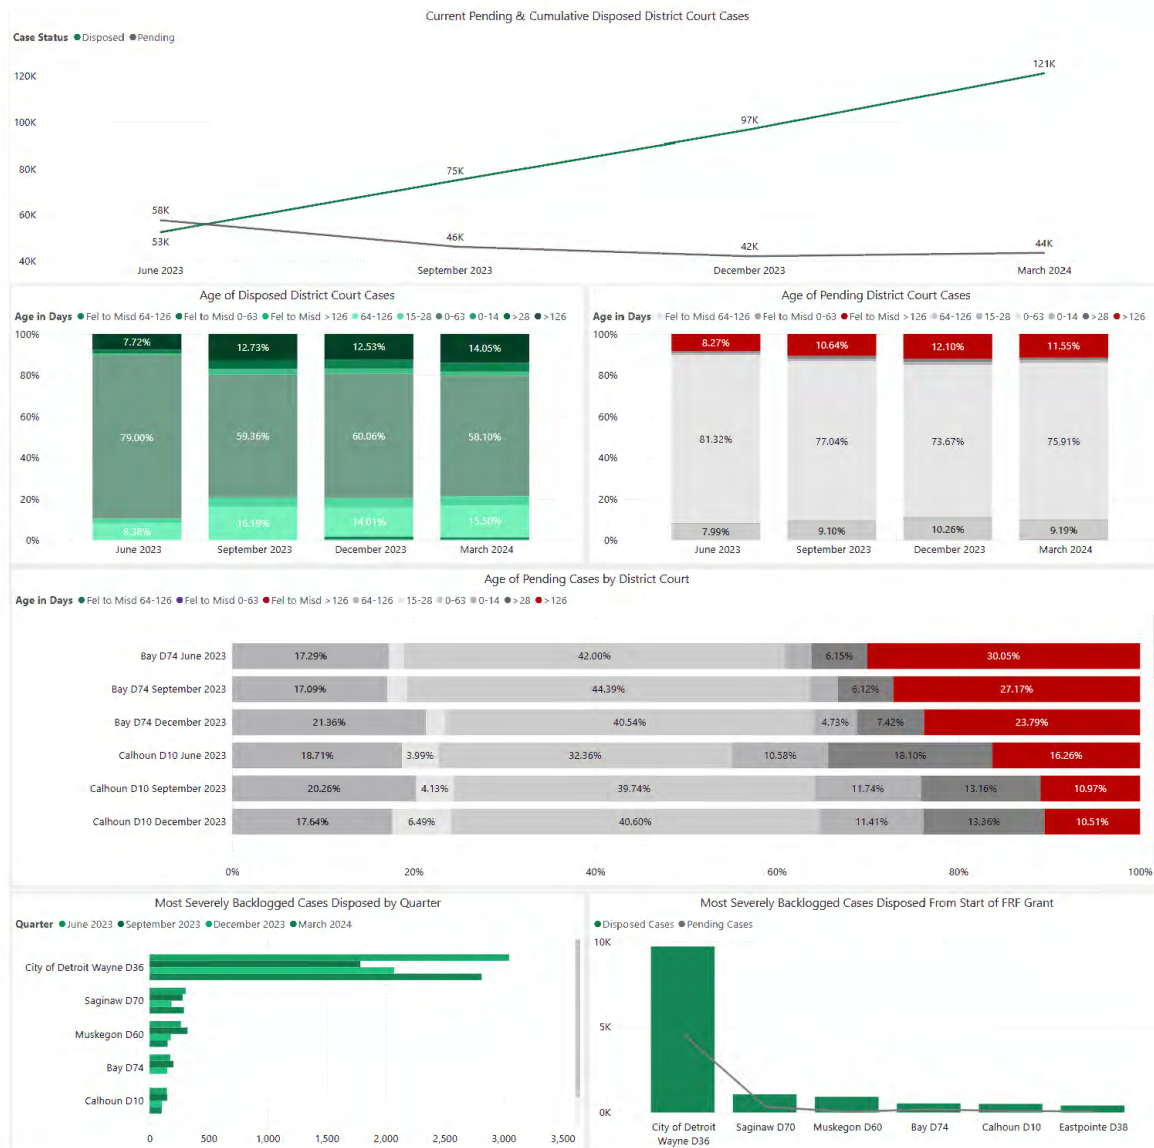 Current Pending & Cumulative Disposed District Court Cases
Case Status Disposed Pending
120K
100K
80K
60K
40K
58K
53K
75K
46K
97K
42K
121K
44K
June 2023 September 2023 December 2023 March 2024
Age of Disposed District Court Cases
Age in Days Fel to Misd 64-126 Fel to Misd 0-63 Fel to Misd >126 64-126 15-28 0-63 0-14 >28 >126
100%
80%
60%
40%
20%
0%
7.72% 12.73% 12.53% 14.05%
79.00% 59.36% 60.06% 58.10%
8.38% 16.19% 14.01% 15.50%
June 2023 September 2023 December 2023 March 2024
Age of Pending District Court Cases
Age in Days Fel to Misd 64-126 Fel to Misd 0-63 Fel to Misd >126 64-126 15-28 0-63 0-14 >28 >126
100%
80%
60%
40%
20%
0%
8.27% 10.64% 12.10% 11.55%
81.32% 77.04% 73.67% 75.91%
7.99% 9.10% 10.26% 9.19%
June 2023 September 2023 December 2023 March 2024
Age of Pending Cases by District Court
Age in Days Fel to Misd 64-126 Fel to Misd 0-63 Fel to Misd >126 64-126 15-28 0-63 0-14 >28 >126
Bay D74 June 2023 17.29% 42.00% 6.15% 30.05%
Bay D74 September 2023 17.09% 44.39% 6.12% 27.17%
Bay D74 December 2023 21.36% 40.54% 4.73% 7.42% 23.79%
Calhoun D10 June 2023 18.71% 3.99% 32.36% 10.58% 18.10% 16.26%
Calhoun D10 September 2023 20.26% 4.13% 39.74% 11.74% 13.16% 10.97%
Calhoun D10 December 2023 17.64% 6.49% 40.60% 11.41% 13.36% 10.51%
0% 20% 40% 60% 80% 100%
Most Severely Backlogged Cases Disposed by Quarter
Quarter June 2023 September 2023 December 2023 March 2024
City of Detroit Wayne D36
Saginaw D70
Muskegon D60
Bay D74
Calhoun D10
0 500 1,000 1,500 2,000 2,500 3,000 3,500
Most Severely Backlogged Cases Disposed From Start of FRF Grant
Disposed Cases Pending Cases
10K
5K
0K
City of Detroit Saginaw D70 Muskegon D60 Bay D74 Calhoun D10 Eastpointe D38
Wayne D36